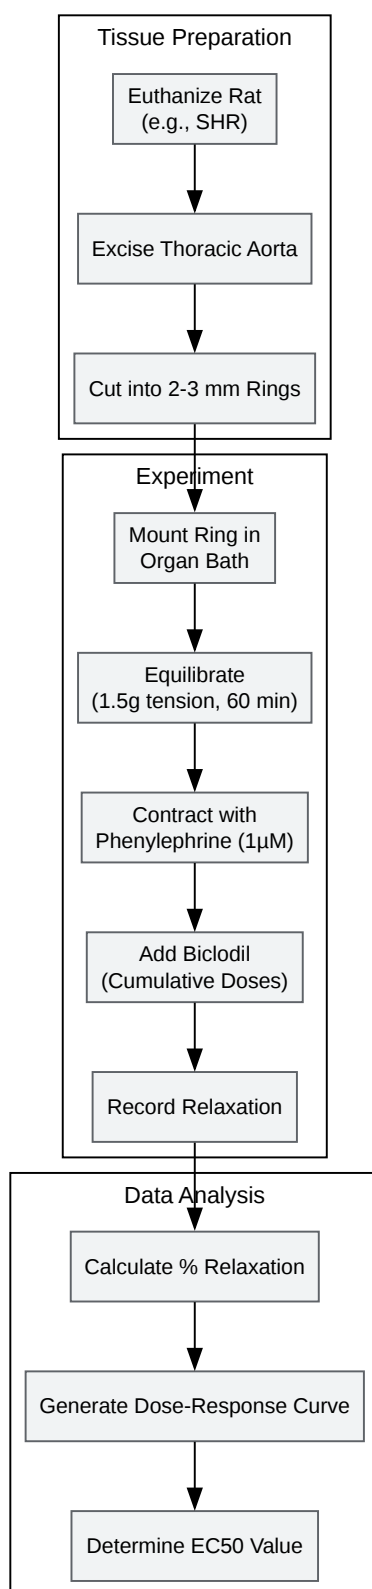 Tissue Preparation
Euthanize Rat
(e.g., SHR)
Excise Thoracic Aorta
Cut into 2-3 mm Rings
Experiment
Mount Ring in
Organ Bath
Equilibrate
(1.5g tension, 60 min)
Contract with
Phenylephrine (1µM)
Add Biclodil
(Cumulative Doses)
Record Relaxation
Data Analysis
Calculate % Relaxation
Generate Dose-Response Curve
Determine EC50 Value